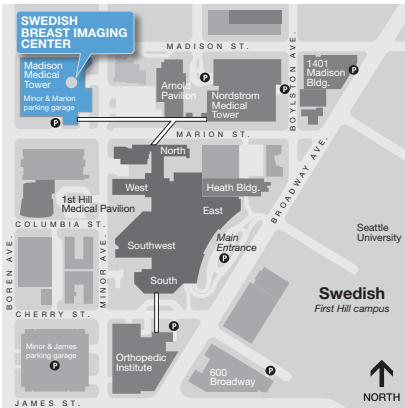 SWEDISH
BREAST IMAGING
CENTER
MADISON ST.
Madison
Medical
Tower
Minor & Marion
parking garage
P
Arnold
Pavilion
P
Nordstrom
Medical
Tower
P
BOYLSTON AVE.
1401
Madison
Bldg.
P
MARION ST.
North
West
Heath Bldg.
1st Hill
Medical Pavilion
East
BROADWAY AVE.
COLUMBIA ST.
Seattle
University
Main
Entrance
P
Southwest
South
BOREN AVE.
MINOR AVE.
Swedish
First Hill campus
CHERRY ST.
P
Minor & James
parking garage
P
Orthopedic
Institute
600
Broadway
P
JAMES ST.
NORTH